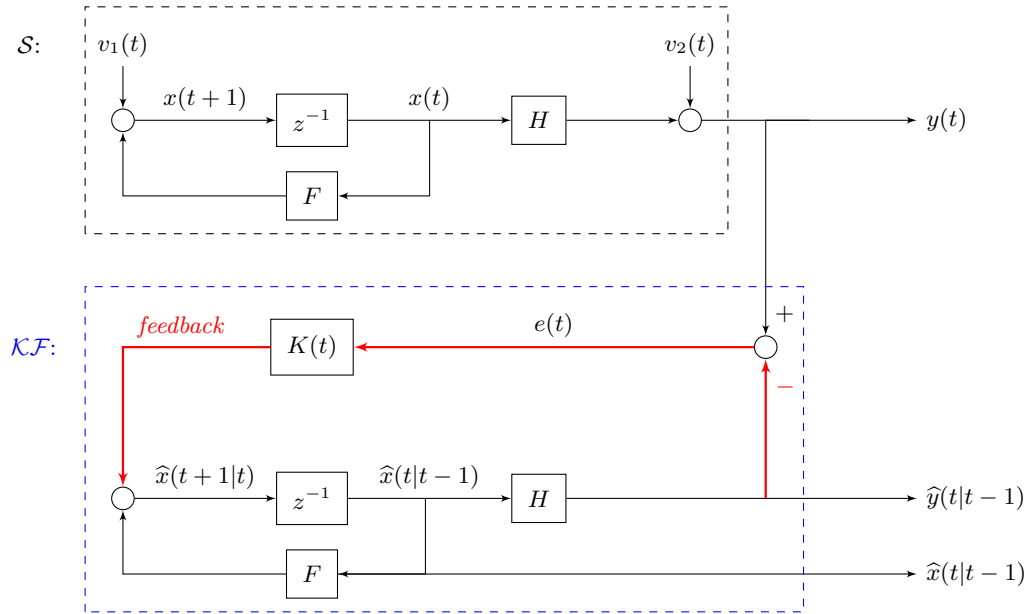 𝒮:
v₁(t)
v₂(t)
x(t + 1)
z⁻¹
x(t)
H
y(t)
F
+
𝒦ℱ:
feedback
K(t)
e(t)
−
x̂(t+1|t)
z⁻¹
x̂(t|t−1)
H
ŷ(t|t−1)
F
x̂(t|t−1)